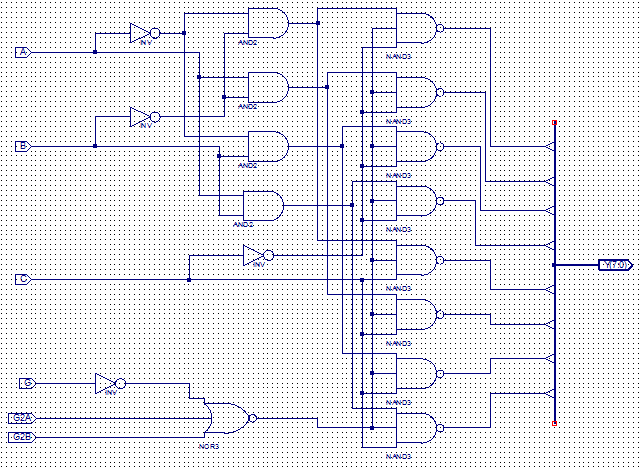 INV
AND2
A
NAND3
AND2
INV
NAND3
B
AND2
NAND3
AND2
NAND3
INV
Y(7:0)
C
NAND3
NAND3
G
INV
NAND3
G2A
G2B
NOR3
NAND3